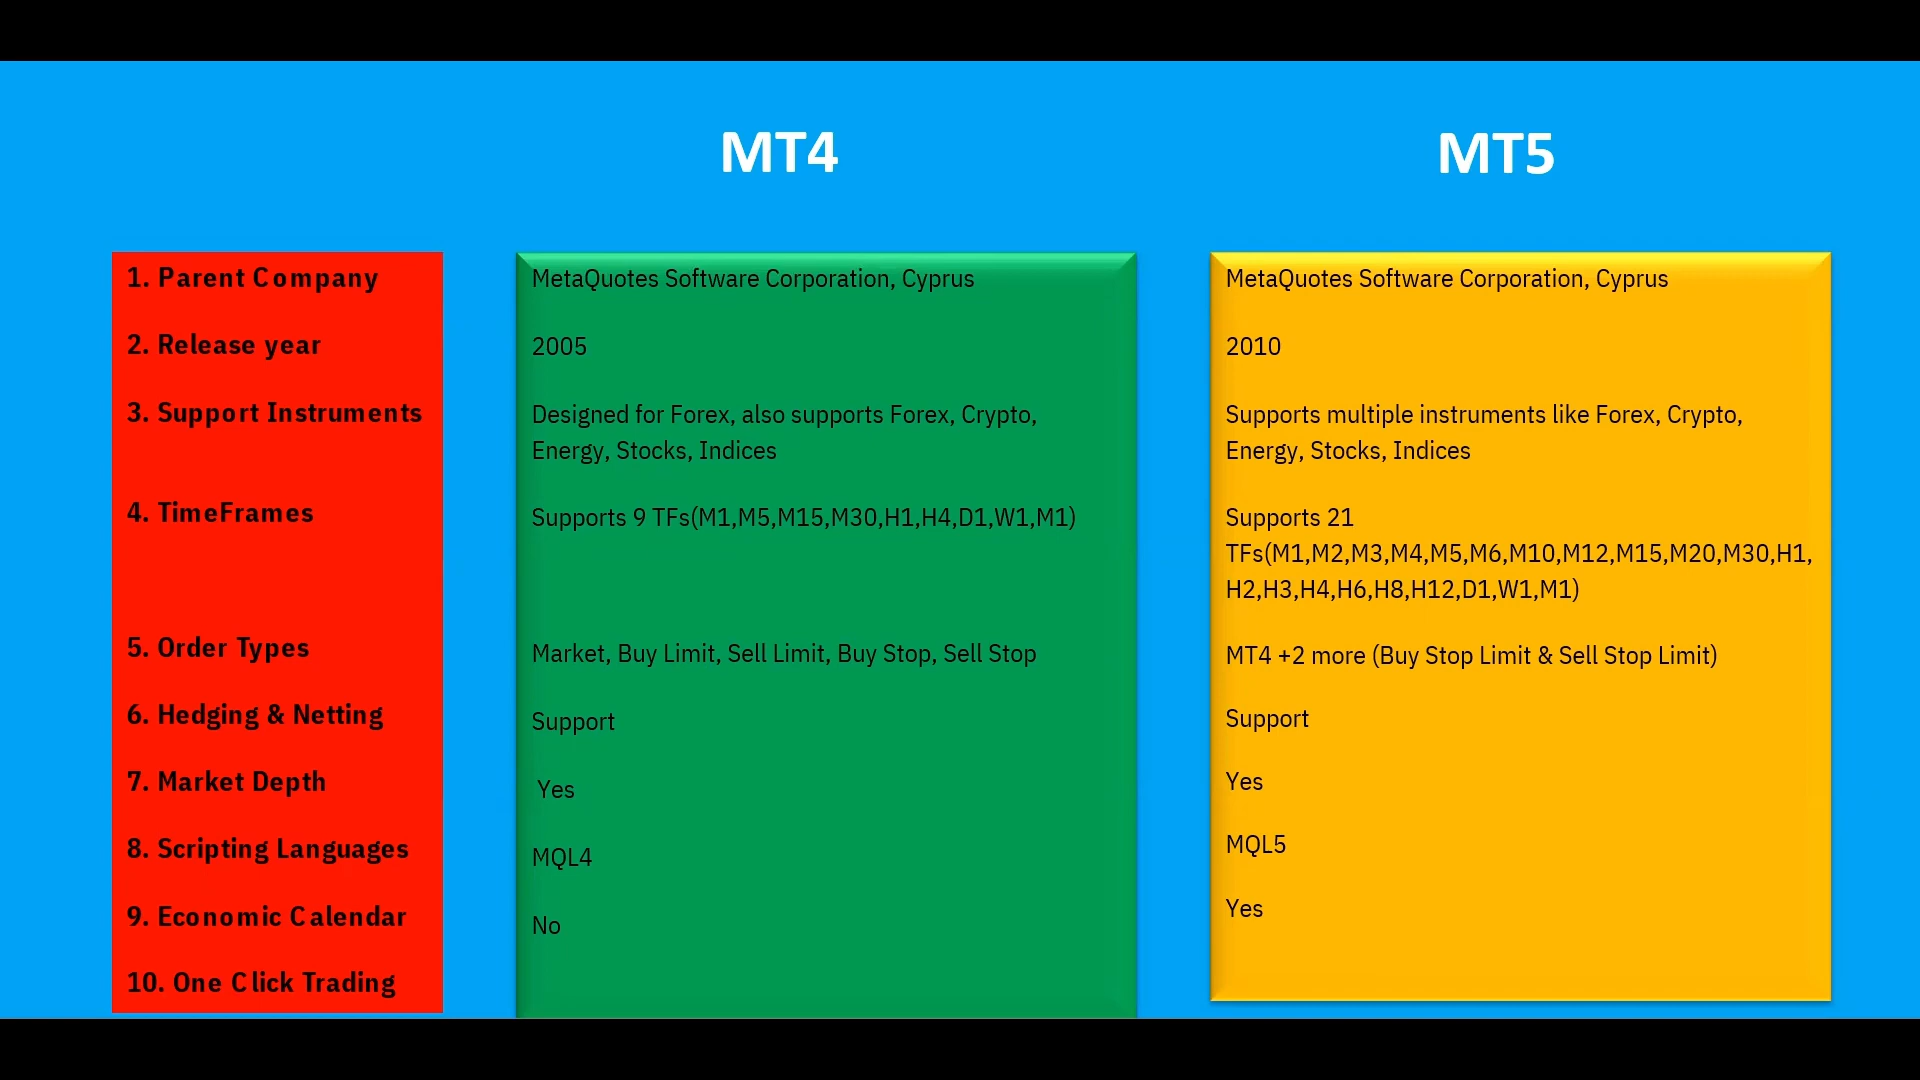 MT4
MT5
1. Parent Company
2. Release year
3. Support Instruments
4. TimeFrames
5. Order Types
6. Hedging & Netting
7. Market Depth
8. Scripting Languages
9. Economic Calendar
10. One Click Trading
MetaQuotes Software Corporation, Cyprus
2005
Designed for Forex, also supports Forex, Crypto,
Energy, Stocks, Indices
Supports 9 TFs(M1,M5,M15,M30,H1,H4,D1,W1,M1)
Market, Buy Limit, Sell Limit, Buy Stop, Sell Stop
Support
Yes
MQL4
No
MetaQuotes Software Corporation, Cyprus
2010
Supports multiple instruments like Forex, Crypto,
Energy, Stocks, Indices
Supports 21
TFs(M1,M2,M3,M4,M5,M6,M10,M12,M15,M20,M30,H1,
H2,H3,H4,H6,H8,H12,D1,W1,M1)
MT4 +2 more (Buy Stop Limit & Sell Stop Limit)
Support
Yes
MQL5
Yes